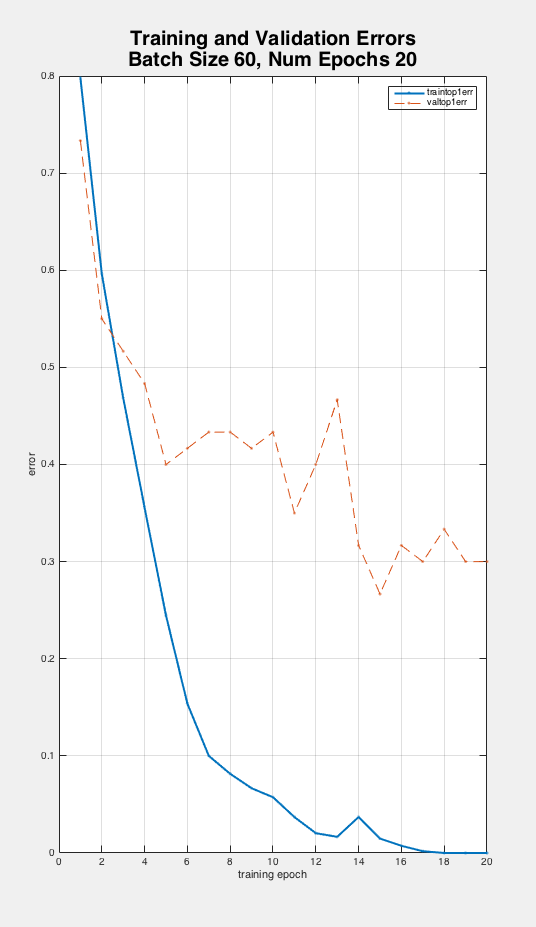 Training and Validation Errors
Batch Size 60, Num Epochs 20
traintop1err
valtop1err
0.8
0.7
0.6
0.5
0.4
0.3
0.2
0.1
0
error
0 2 4 6 8 10 12 14 16 18 20
training epoch